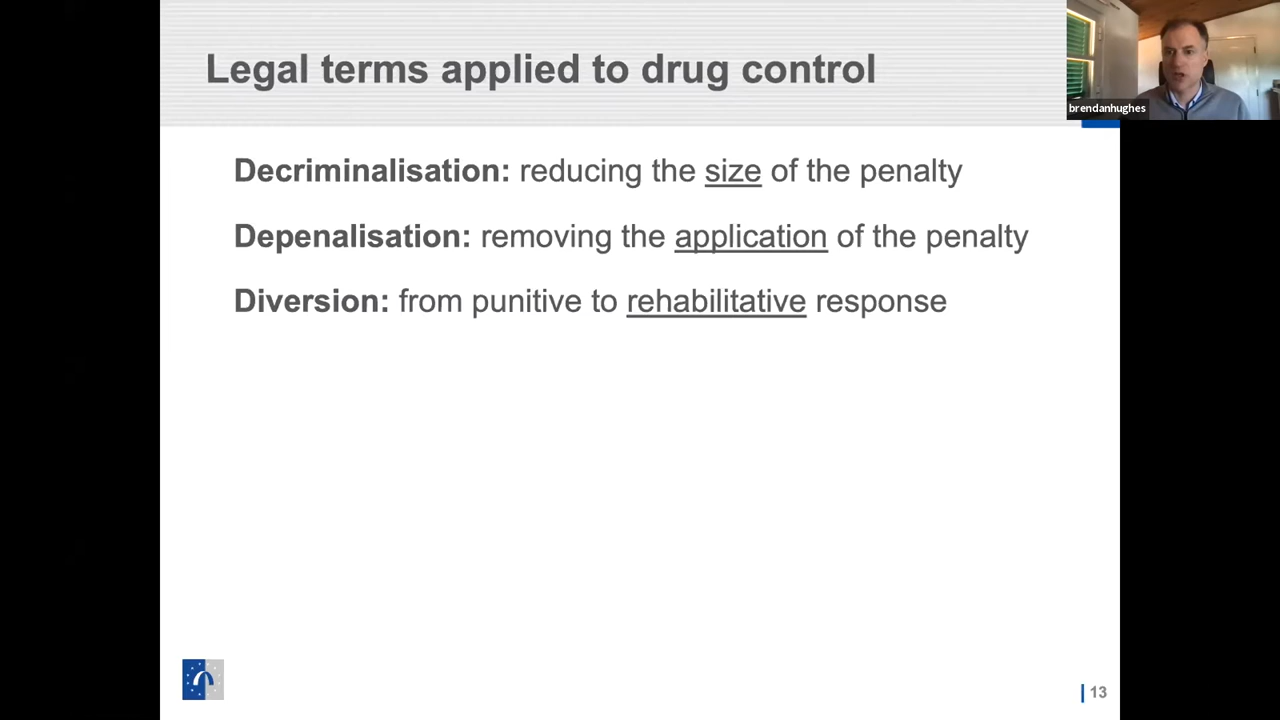 Legal terms applied to drug control
brendanhughes
Decriminalisation: reducing the size of the penalty
Depenalisation: removing the application of the penalty
Diversion: from punitive to rehabilitative response
13